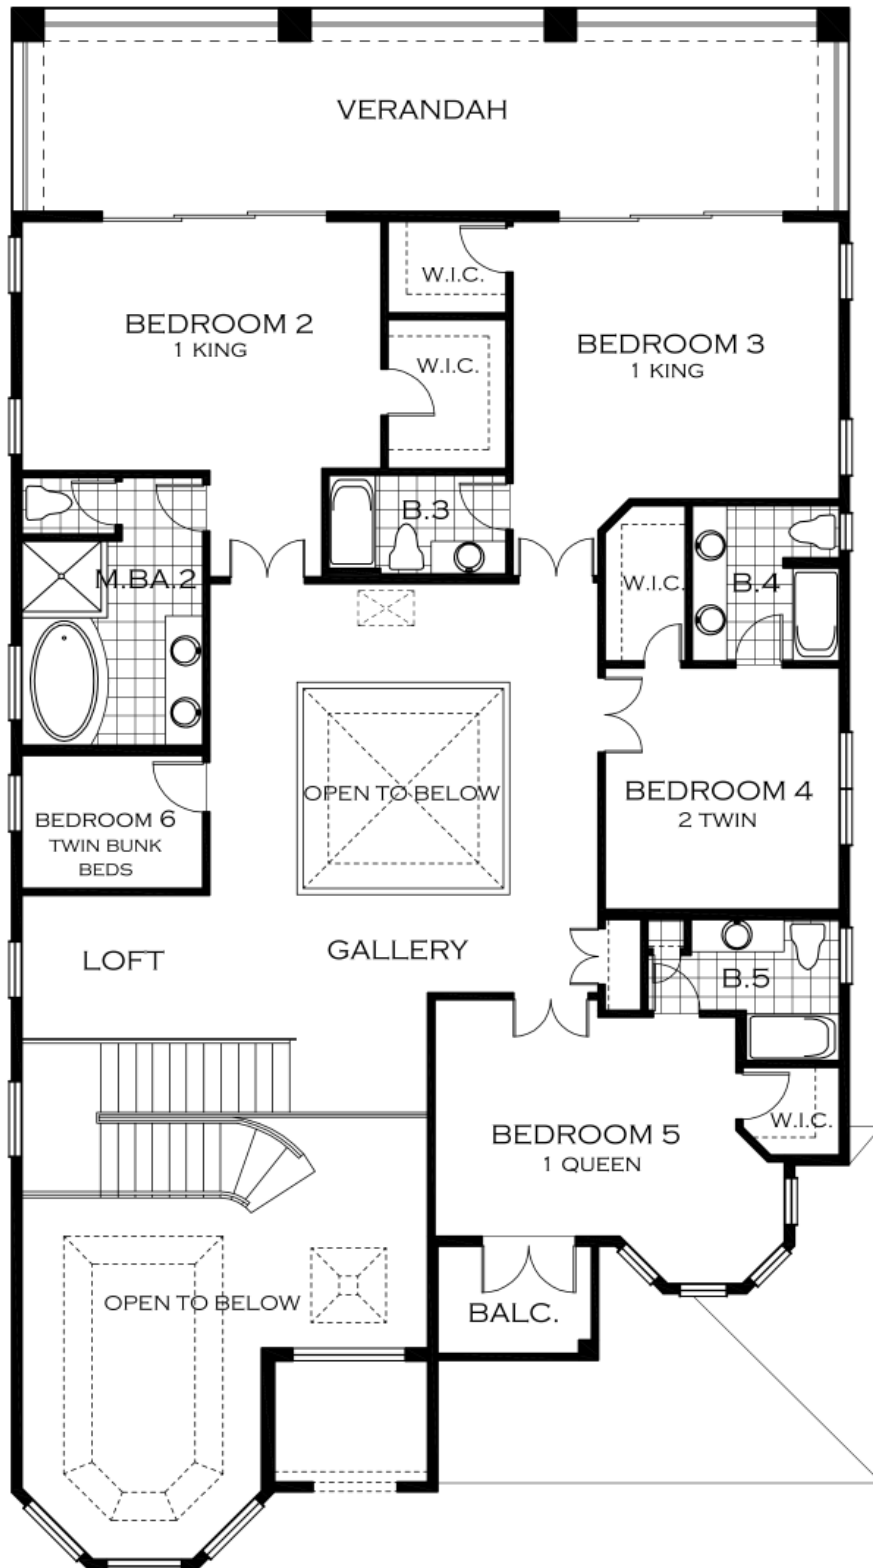 VERANDAH
W.I.C.
BEDROOM 2
1 KING
BEDROOM 3
1 KING
W.I.C.
B.3
M.BA.2
W.I.C.
B.4
OPEN TO BELOW
BEDROOM 4
2 TWIN
BEDROOM 6
TWIN BUNK
BEDS
LOFT
GALLERY
B.5
BEDROOM 5
1 QUEEN
W.I.C.
OPEN TO BELOW
BALC.